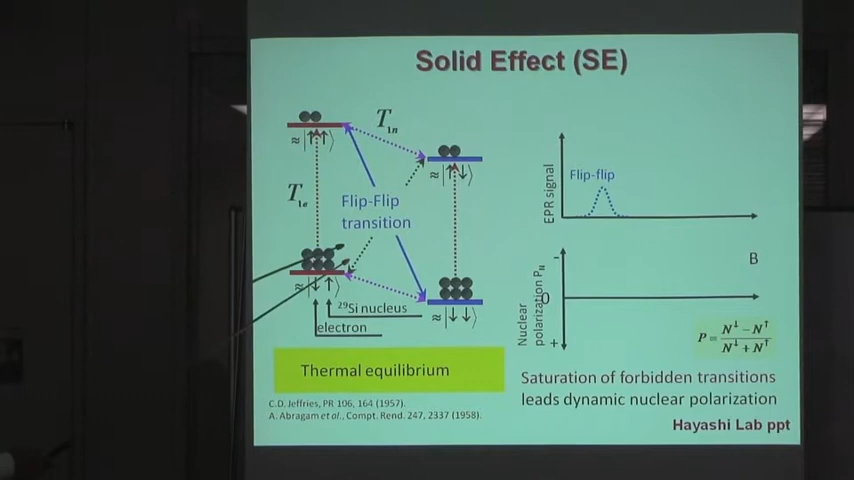 Solid Effect (SE)
T1n
≈|↑↑⟩
≈|↑↓⟩
T1e
Flip-Flip
transition
EPR signal
Flip-flip
B
≈|↓↑⟩
29Si nucleus
≈|↓↓⟩
electron
Nuclear
polarization PN
-
0
+
P = N↓ − N↑ / N↓ + N↑
Thermal equilibrium
Saturation of forbidden transitions
leads dynamic nuclear polarization
C.D. Jeffries, PR 106, 164 (1957).
A. Abragam et al., Compt. Rend. 247, 2337 (1958).
Hayashi Lab ppt